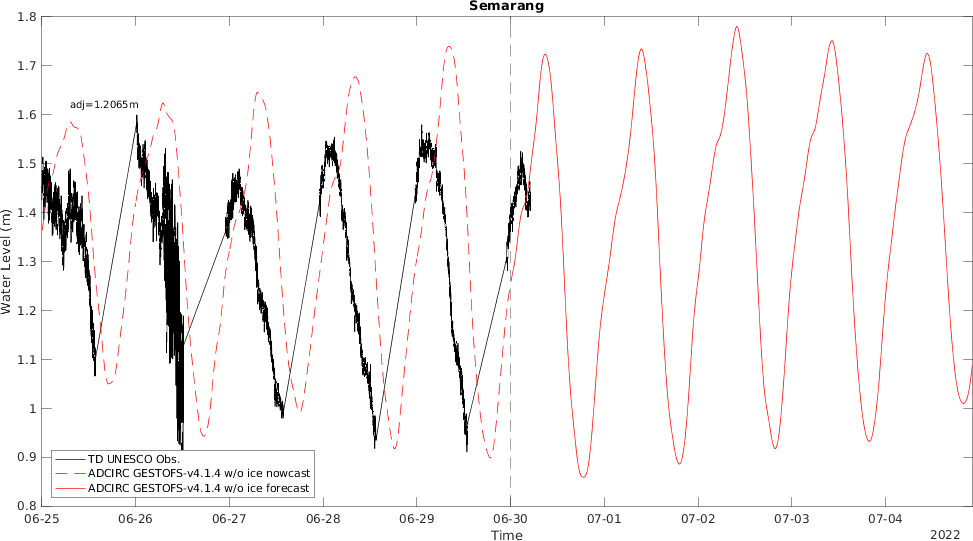 Semarang
1.8
1.7
1.6
1.5
1.4
1.3
1.2
1.1
1
0.9
0.8
Water Level (m)
adj=1.2065m
TD UNESCO Obs.
ADCIRC GESTOFS-v4.1.4 w/o ice nowcast
ADCIRC GESTOFS-v4.1.4 w/o ice forecast
06-25 06-26 06-27 06-28 06-29 06-30 07-01 07-02 07-03 07-04
Time
2022